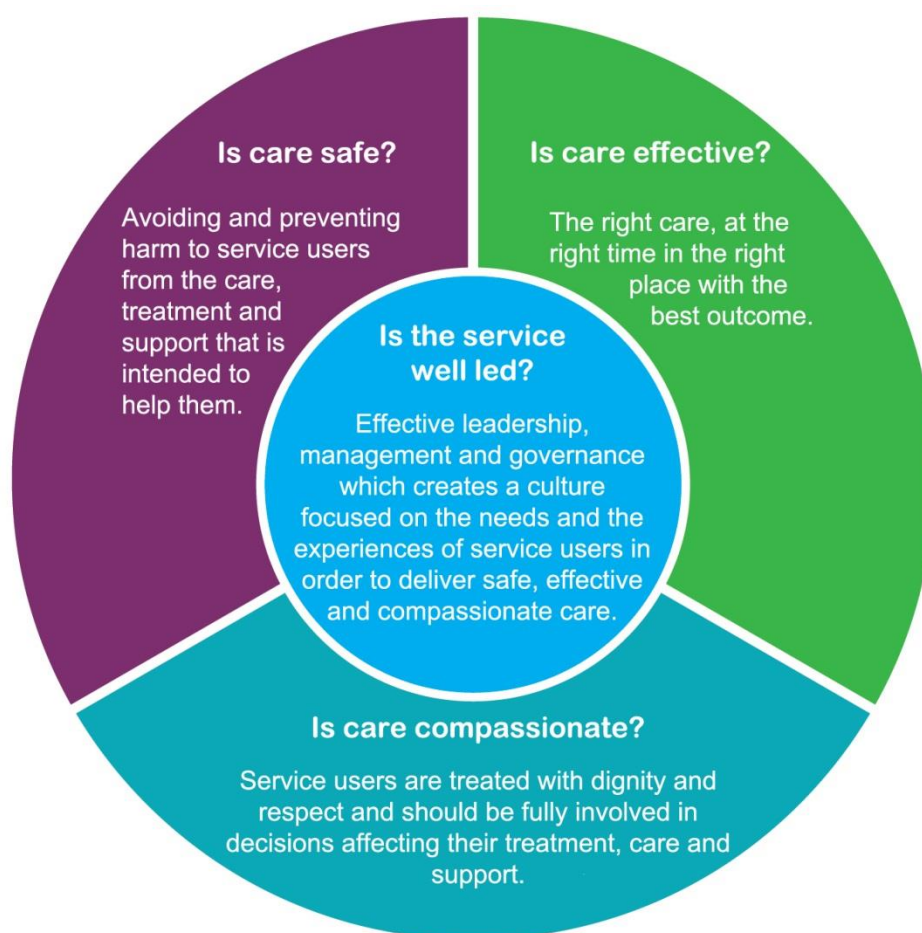 Is care safe?
Avoiding and preventing
harm to service users
from the care,
treatment and
support that is
intended to
help them.
Is care effective?
The right care, at the
right time in the right
place with the
best outcome.
Is the service
well led?
Effective leadership,
management and governance
which creates a culture
focused on the needs and the
experiences of service users in
order to deliver safe, effective
and compassionate care.
Is care compassionate?
Service users are treated with dignity and
respect and should be fully involved in
decisions affecting their treatment, care and
support.